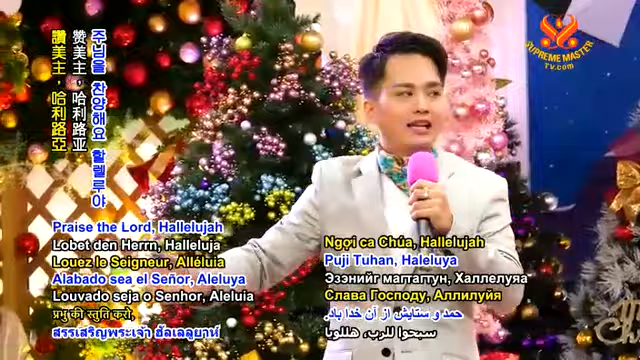 주님을 찬양해요 할렐루야
赞美主，哈利路亚
讚美主，哈利路亞
SUPREME MASTER
TV.com
Praise the Lord, Hallelujah
Lobet den Herrn, Halleluja
Louez le Seigneur, Alléluia
Alabado sea el Señor, Aleluya
Louvado seja o Senhor, Aleluia
प्रभु की स्तुति करो,
สรรเสริญพระเจ้า ฮัลเลลูยาห์
Ngợi ca Chúa, Hallelujah
Puji Tuhan, Haleluya
Эзэнийг магтагтун, Халлелуяа
Слава Господу, Аллилуйя
حمد و ستایش از آن خدا باد.
سبحوا للرب، هللويا